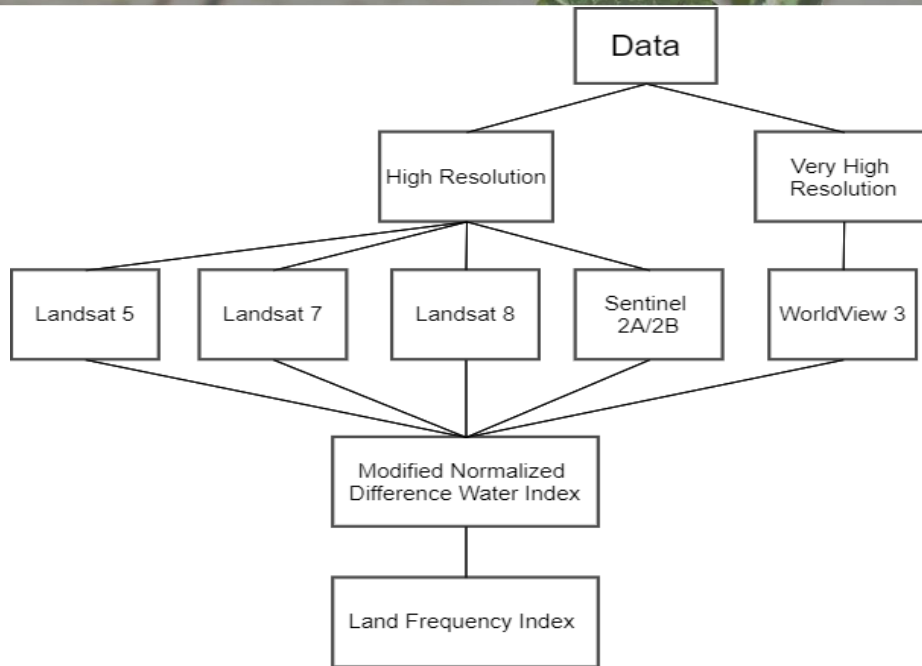 Data
High Resolution
Very High
Resolution
Landsat 5
Landsat 7
Landsat 8
Sentinel
2A/2B
WorldView 3
Modified Normalized
Difference Water Index
Land Frequency Index